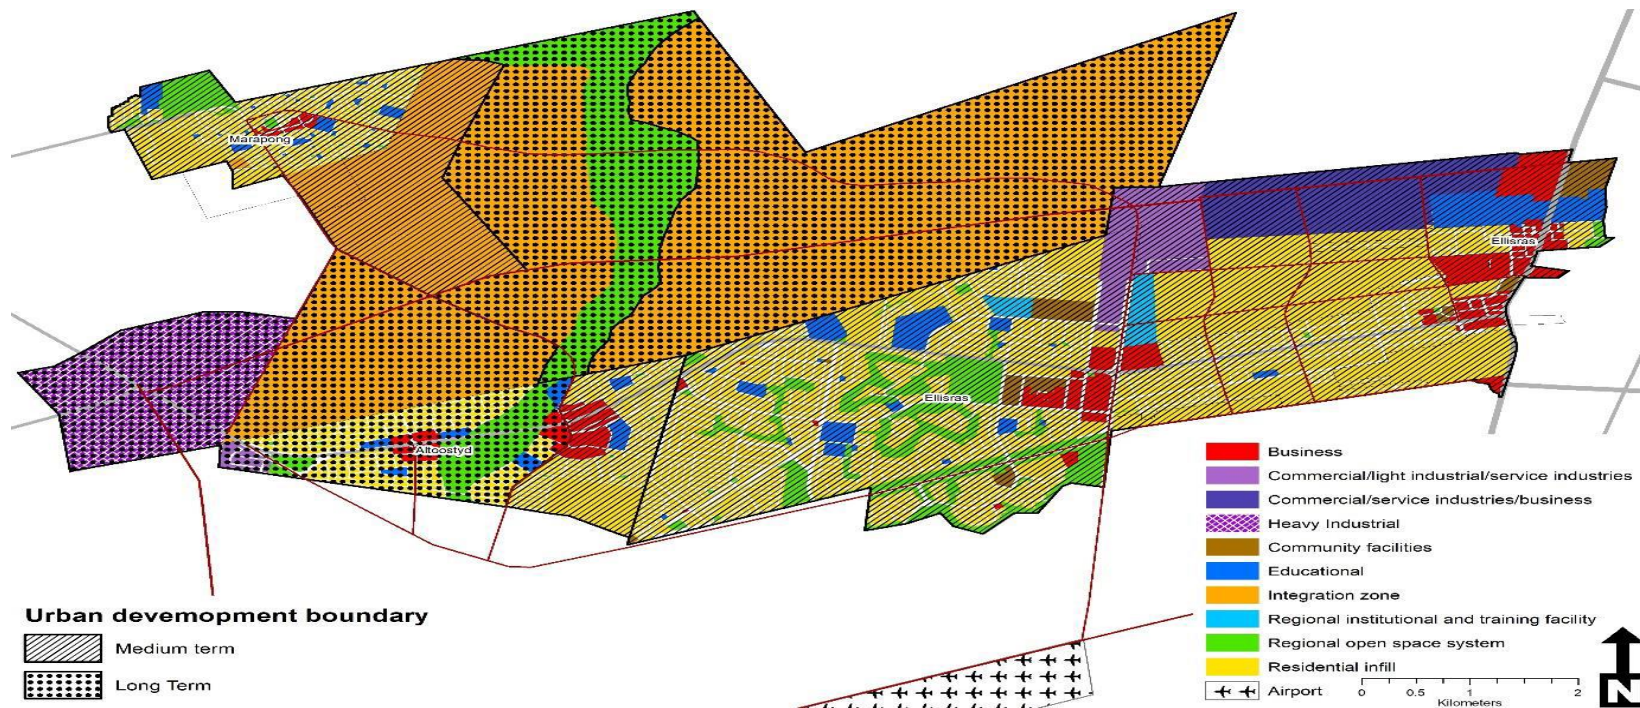 Marapong
Ellisras
Ellisras
Altoostyd
Business
Commercial/light industrial/service industries
Commercial/service industries/business
Heavy Industrial
Community facilities
Educational
Integration zone
Regional institutional and training facility
Regional open space system
Residential infill
Airport
0 0.5 1 2
Kilometers
N
Urban devemopment boundary
Medium term
Long Term